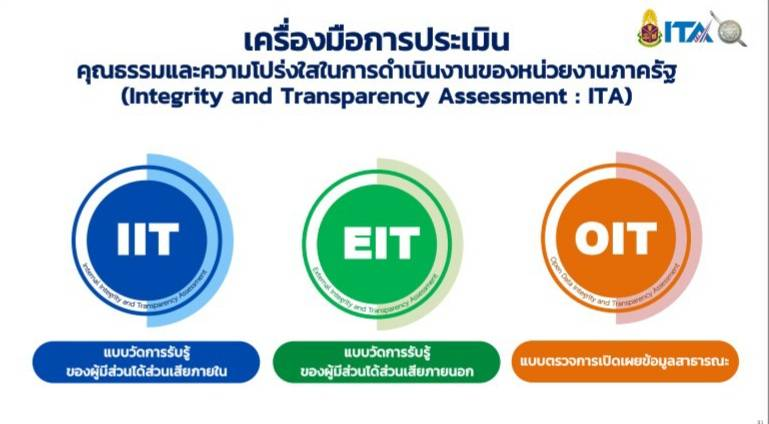 เครื่องมือการประเมิน
คุณธรรมและความโปร่งใสในการดำเนินงานของหน่วยงานภาครัฐ
(Integrity and Transparency Assessment : ITA)
ITA
IIT
Internal Integrity and Transparency Assessment
แบบวัดการรับรู้
ของผู้มีส่วนได้ส่วนเสียภายใน
EIT
External Integrity and Transparency Assessment
แบบวัดการรับรู้
ของผู้มีส่วนได้ส่วนเสียภายนอก
OIT
Open Data Integrity and Transparency Assessment
แบบตรวจการเปิดเผยข้อมูลสาธารณะ